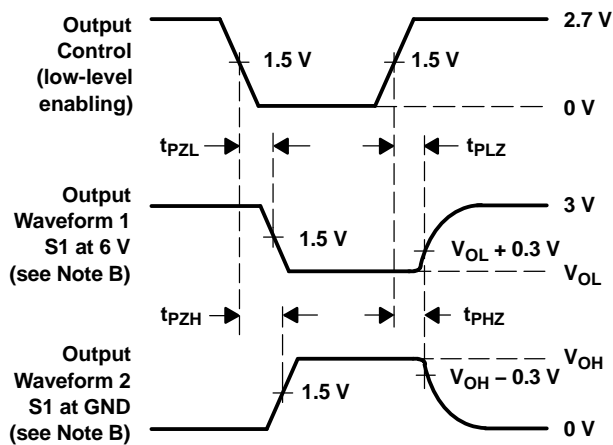 Output
Control
(low-level
enabling)
2.7 V
1.5 V
1.5 V
0 V
tPZL
tPLZ
Output
Waveform 1
S1 at 6 V
(see Note B)
3 V
1.5 V
VOL + 0.3 V
VOL
tPZH
tPHZ
Output
Waveform 2
S1 at GND
(see Note B)
VOH
1.5 V
VOH – 0.3 V
0 V